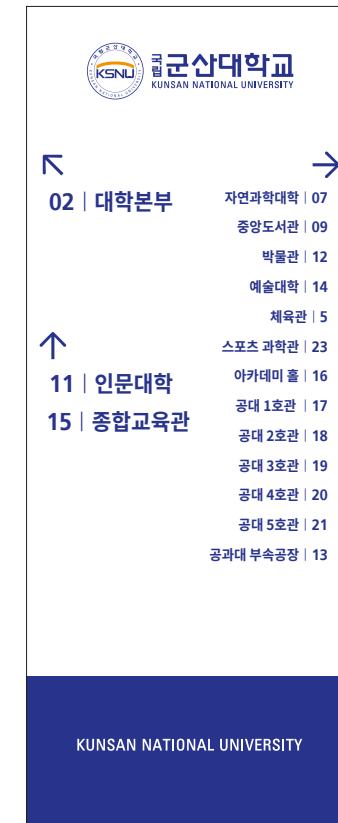 KSNU
국립 군산대학교
KUNSAN NATIONAL UNIVERSITY
02 | 대학본부
11 | 인문대학
15 | 종합교육관
자연과학대학 | 07
중앙도서관 | 09
박물관 | 12
예술대학 | 14
체육관 | 5
스포츠 과학관 | 23
아카데미 홀 | 16
공대 1호관 | 17
공대 2호관 | 18
공대 3호관 | 19
공대 4호관 | 20
공대 5호관 | 21
공과대 부속공장 | 13
KUNSAN NATIONAL UNIVERSITY